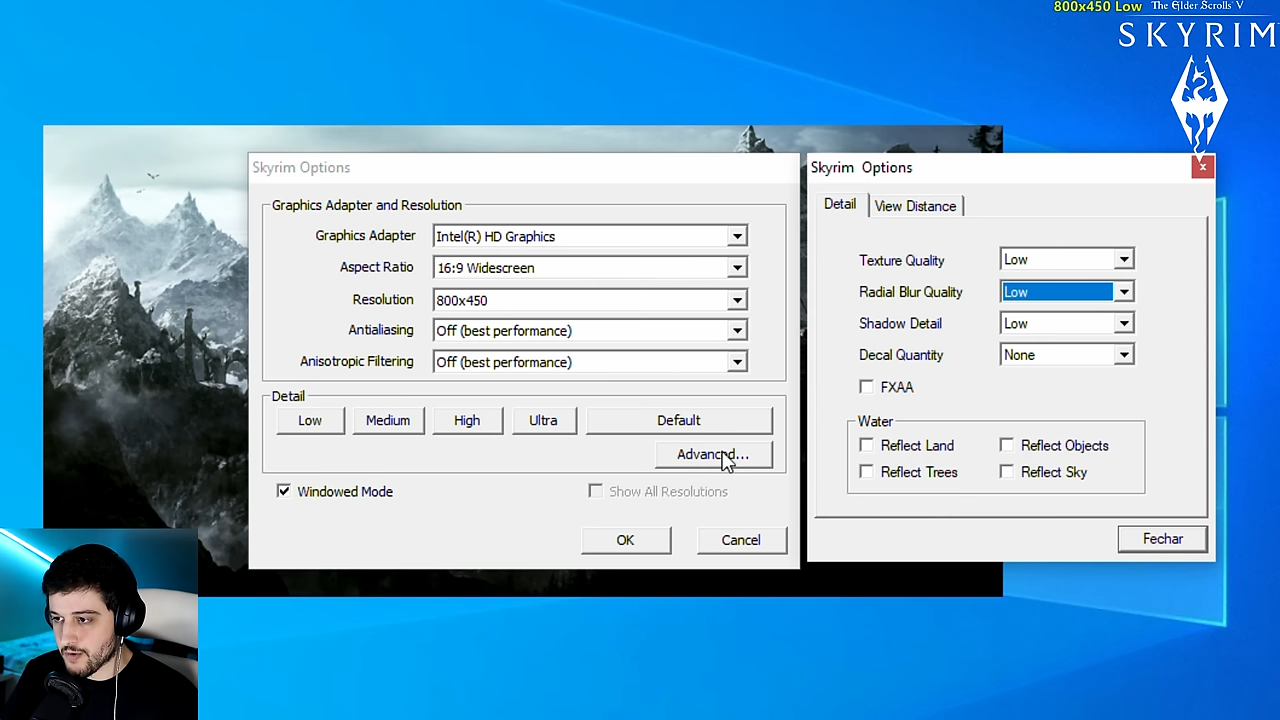 800x450 Low
The Elder Scrolls V
SKYRIM
Skyrim Options
Graphics Adapter and Resolution
Graphics Adapter
Intel(R) HD Graphics
Aspect Ratio
16:9 Widescreen
Resolution
800x450
Antialiasing
Off (best performance)
Anisotropic Filtering
Off (best performance)
Detail
Low
Medium
High
Ultra
Default
Advanced...
Windowed Mode
Show All Resolutions
OK
Cancel
Skyrim Options
x
Detail
View Distance
Texture Quality
Low
Radial Blur Quality
Low
Shadow Detail
Low
Decal Quantity
None
FXAA
Water
Reflect Land
Reflect Objects
Reflect Trees
Reflect Sky
Fechar